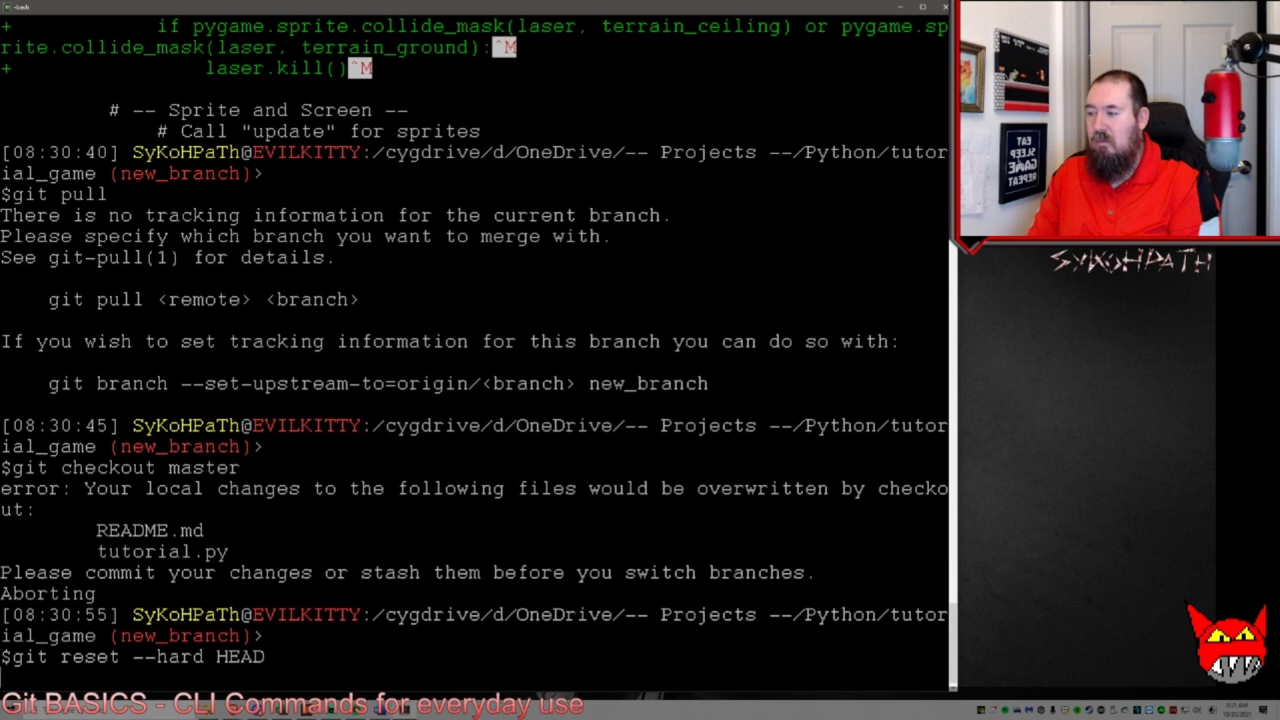 -bash
+            if pygame.sprite.collide_mask(laser, terrain_ceiling) or pygame.sp
rite.collide_mask(laser, terrain_ground):^M
+                laser.kill()^M
# -- Sprite and Screen --
# Call "update" for sprites
[08:30:40] SyKoHPaTh@EVILKITTY:/cygdrive/d/OneDrive/-- Projects --/Python/tutor
ial_game (new_branch)>
$git pull
There is no tracking information for the current branch.
Please specify which branch you want to merge with.
See git-pull(1) for details.
git pull <remote> <branch>
If you wish to set tracking information for this branch you can do so with:
git branch --set-upstream-to=origin/<branch> new_branch
[08:30:45] SyKoHPaTh@EVILKITTY:/cygdrive/d/OneDrive/-- Projects --/Python/tutor
ial_game (new_branch)>
$git checkout master
error: Your local changes to the following files would be overwritten by checko
ut:
README.md
tutorial.py
Please commit your changes or stash them before you switch branches.
Aborting
[08:30:55] SyKoHPaTh@EVILKITTY:/cygdrive/d/OneDrive/-- Projects --/Python/tutor
ial_game (new_branch)>
$git reset --hard HEAD
Git BASICS - CLI Commands for everyday use
EAT
SLEEP
GAME
REPEAT
SyKoHPaTh